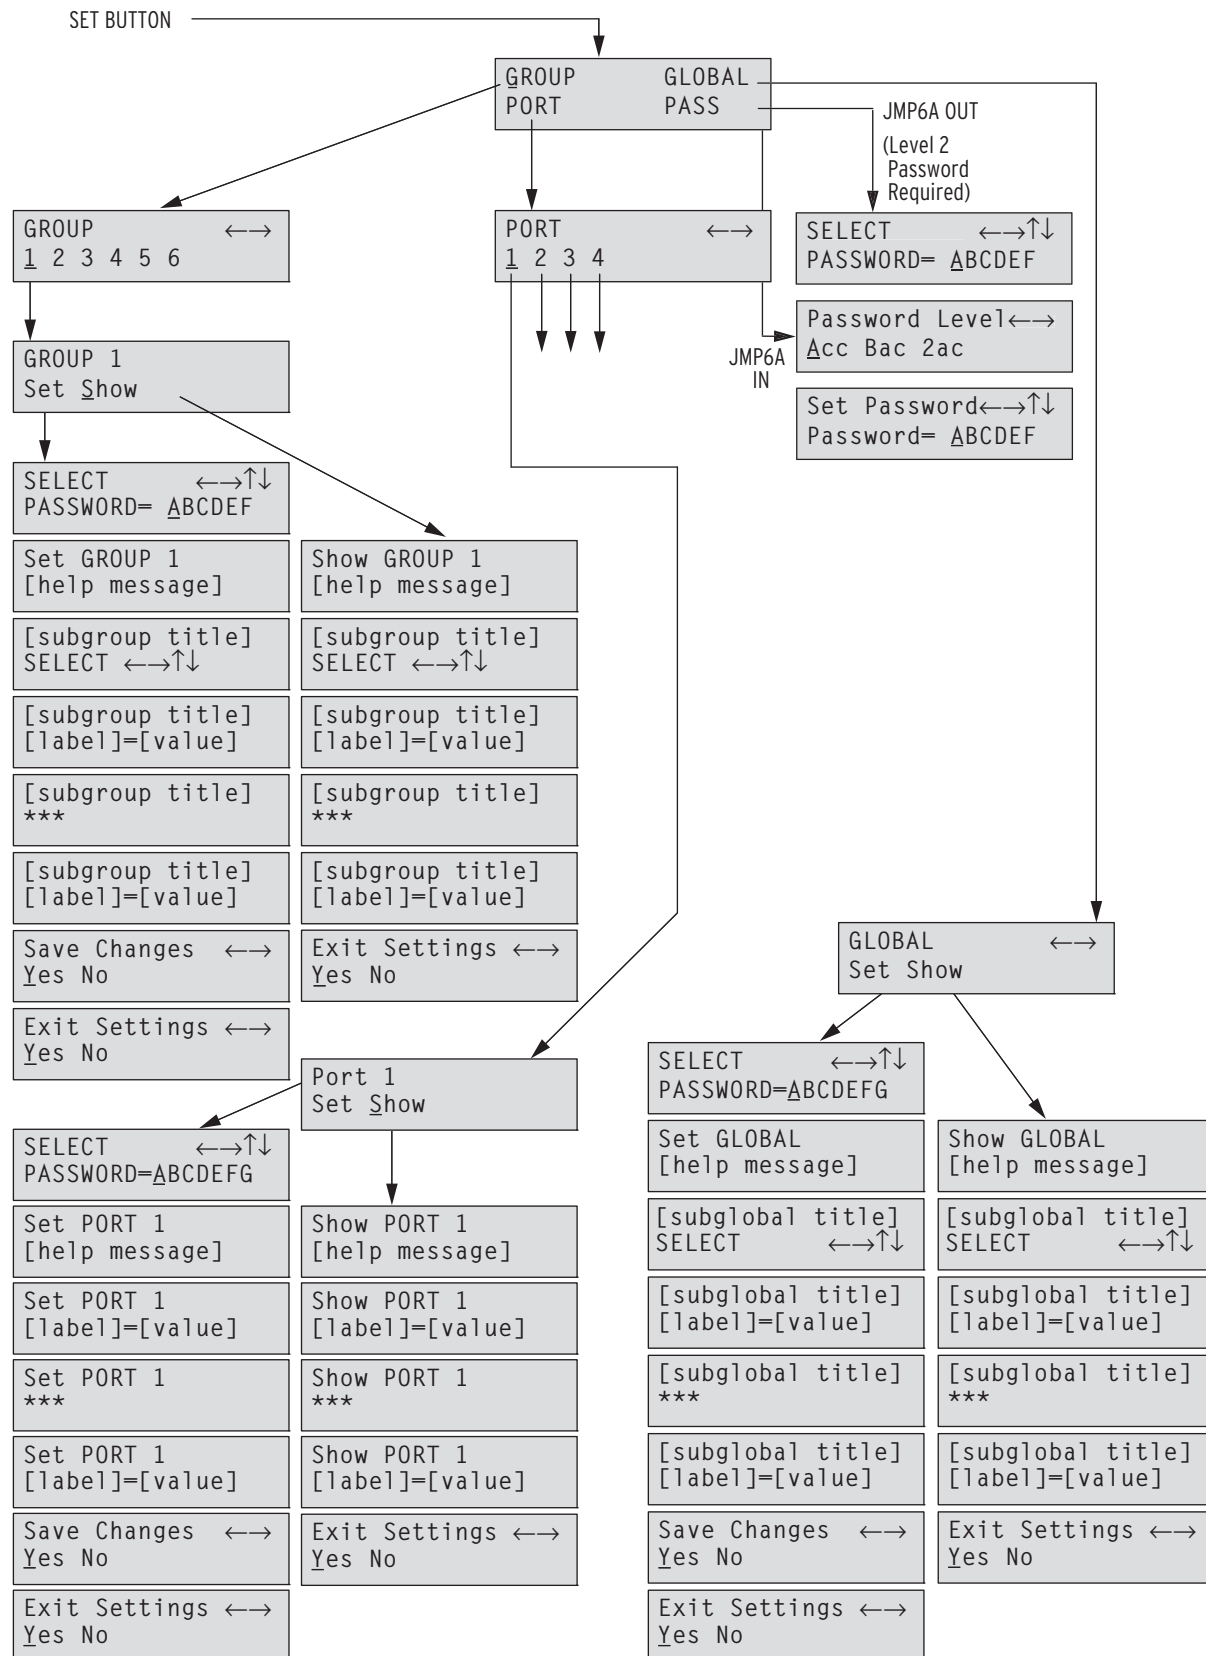 SET BUTTON
GROUP GLOBAL
PORT PASS
JMP6A OUT
(Level 2
Password
Required)
GROUP ←→
1 2 3 4 5 6
PORT ←→
1 2 3 4
SELECT ←→↑↓
PASSWORD= ABCDEF
Password Level←→
Acc Bac 2ac
JMP6A
IN
Set Password←→↑↓
Password= ABCDEF
GROUP 1
Set Show
SELECT ←→↑↓
PASSWORD= ABCDEF
Set GROUP 1
[help message]
[subgroup title]
SELECT ←→↑↓
[subgroup title]
[label]=[value]
[subgroup title]
***
[subgroup title]
[label]=[value]
Save Changes ←→
Yes No
Exit Settings ←→
Yes No
Show GROUP 1
[help message]
[subgroup title]
SELECT ←→↑↓
[subgroup title]
[label]=[value]
[subgroup title]
***
[subgroup title]
[label]=[value]
Exit Settings ←→
Yes No
Port 1
Set Show
SELECT ←→↑↓
PASSWORD=ABCDEFG
Set PORT 1
[help message]
Set PORT 1
[label]=[value]
Set PORT 1
***
Set PORT 1
[label]=[value]
Save Changes ←→
Yes No
Exit Settings ←→
Yes No
Show PORT 1
[help message]
Show PORT 1
[label]=[value]
Show PORT 1
***
Show PORT 1
[label]=[value]
Exit Settings ←→
Yes No
GLOBAL ←→
Set Show
SELECT ←→↑↓
PASSWORD=ABCDEFG
Set GLOBAL
[help message]
[subglobal title]
SELECT ←→↑↓
[subglobal title]
[label]=[value]
[subglobal title]
***
[subglobal title]
[label]=[value]
Save Changes ←→
Yes No
Exit Settings ←→
Yes No
Show GLOBAL
[help message]
[subglobal title]
SELECT ←→↑↓
[subglobal title]
[label]=[value]
[subglobal title]
***
[subglobal title]
[label]=[value]
Exit Settings ←→
Yes No